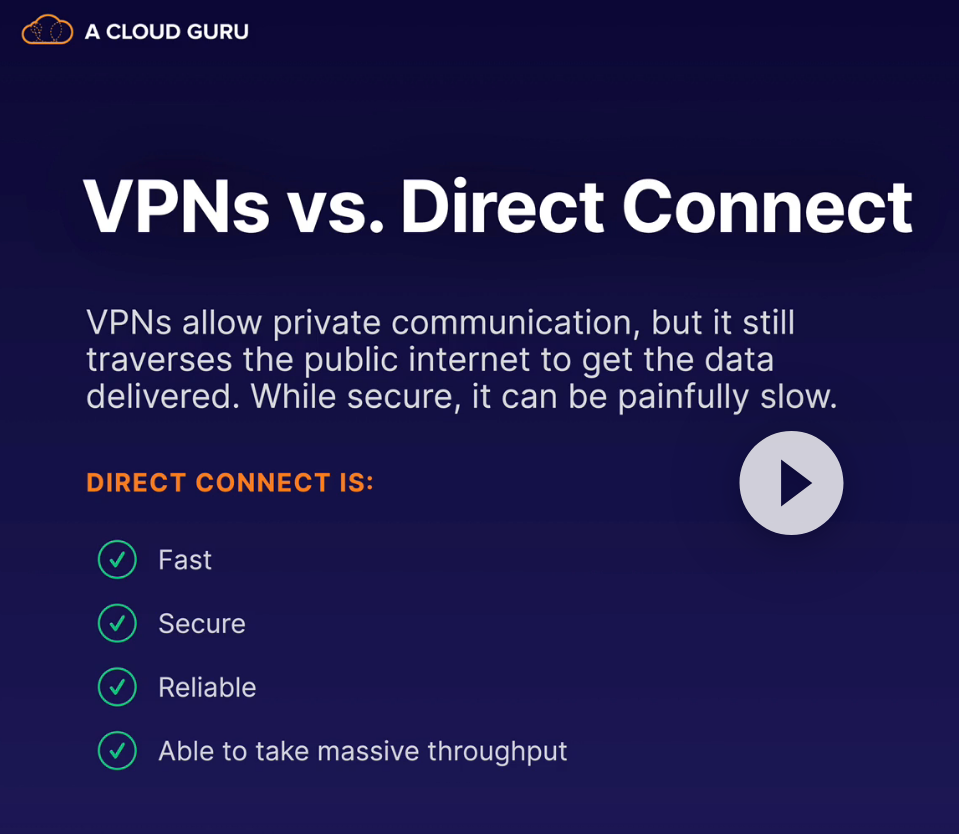 A CLOUD GURU
VPNs vs. Direct Connect
VPNs allow private communication, but it still
traverses the public internet to get the data
delivered. While secure, it can be painfully slow.
DIRECT CONNECT IS:
Fast
Secure
Reliable
Able to take massive throughput